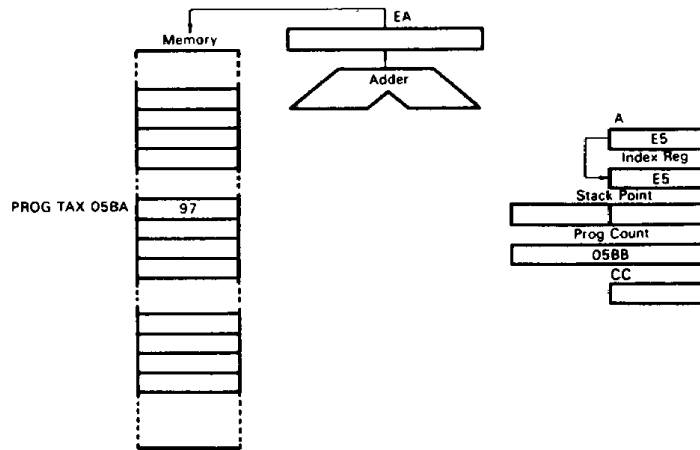 EA
Memory
Adder
A
E5
Index Reg
E5
Stack Point
PROG TAX 05BA 97
Prog Count
05BB
CC